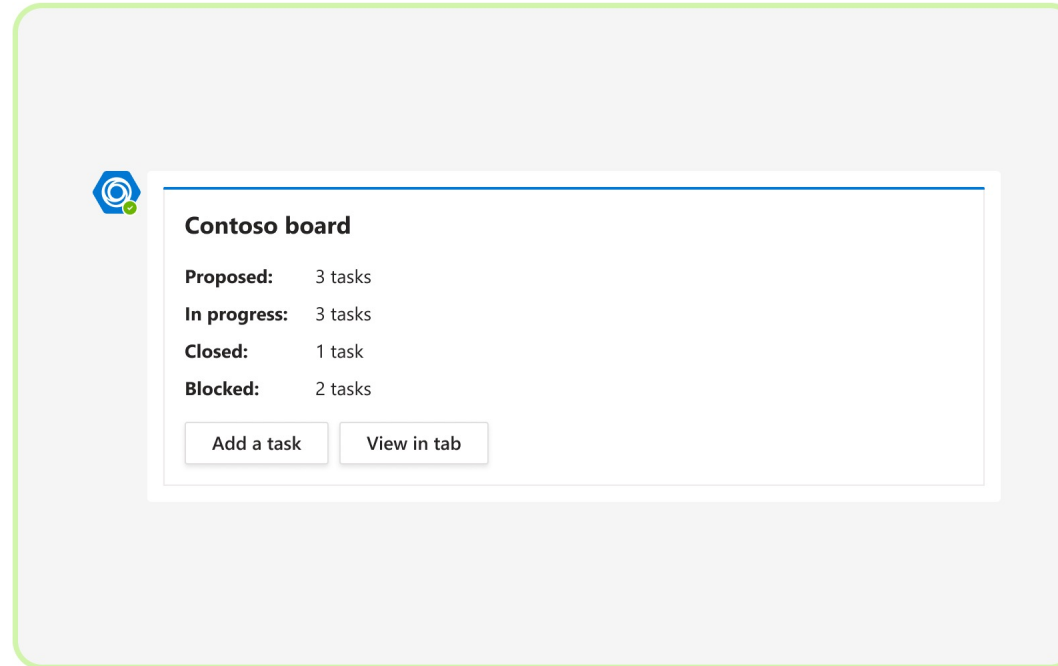 Contoso board
Proposed: 3 tasks
In progress: 3 tasks
Closed: 1 task
Blocked: 2 tasks
Add a task View in tab